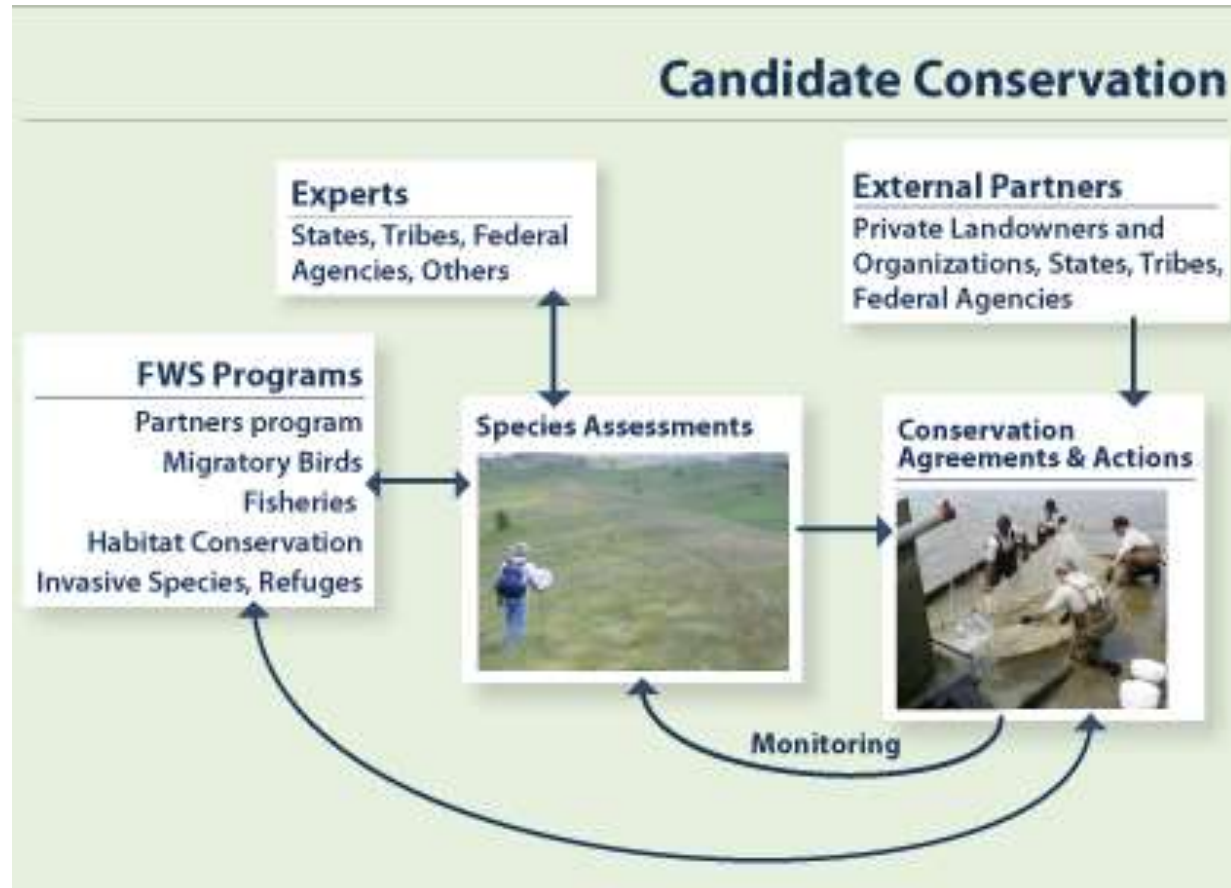 Candidate Conservation
Experts
States, Tribes, Federal
Agencies, Others
External Partners
Private Landowners and
Organizations, States, Tribes,
Federal Agencies
FWS Programs
Partners program
Migratory Birds
Fisheries
Habitat Conservation
Invasive Species, Refuges
Species Assessments
Conservation
Agreements & Actions
Monitoring